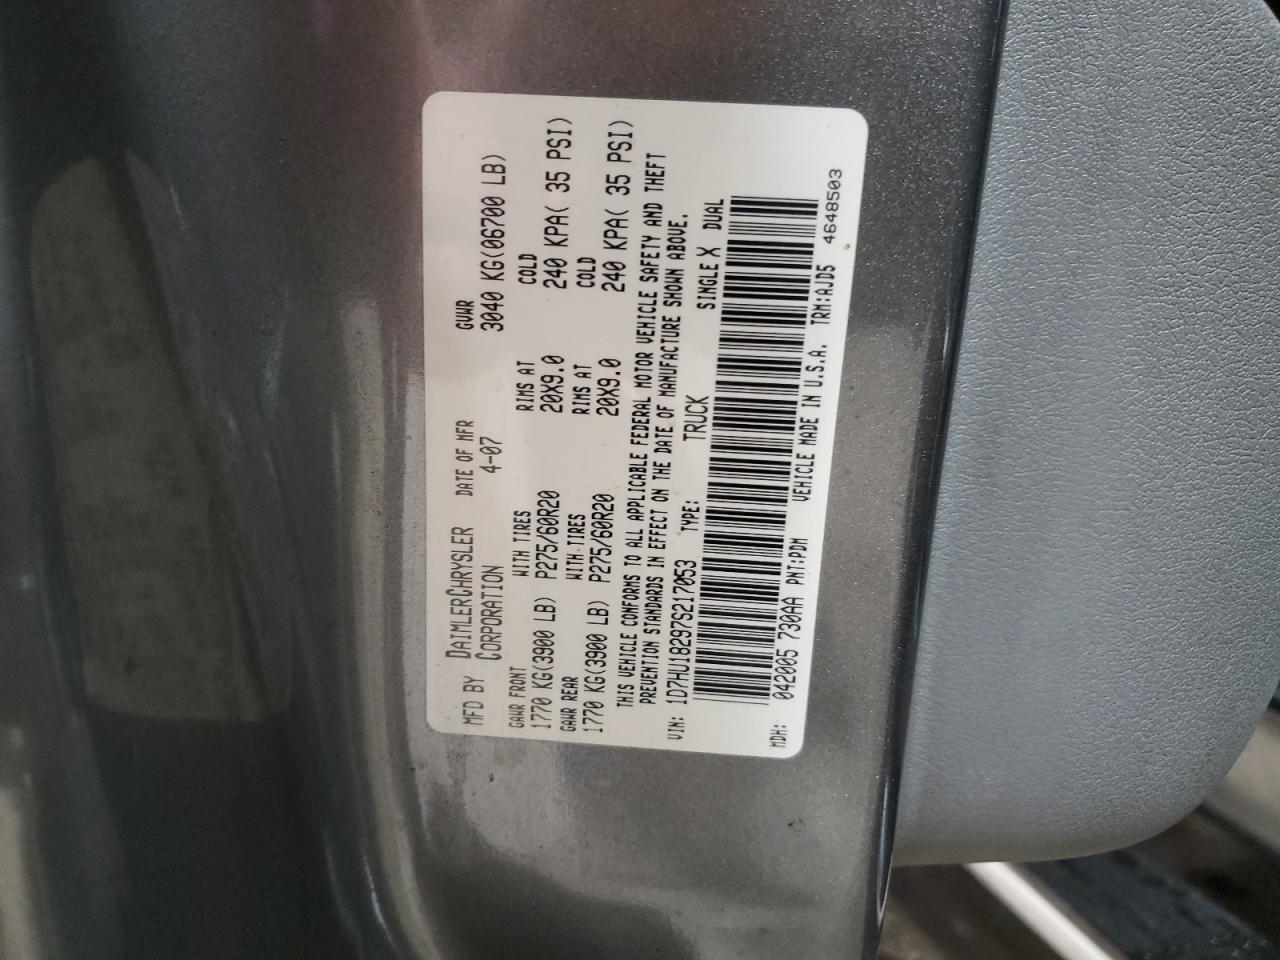 MFD BY DAIMLERCHRYSLER CORPORATION DATE OF MFR 4-07 GVWR 3040 KG(06700 LB)
GAWR FRONT WITH TIRES RIMS AT COLD
1770 KG(3900 LB) P275/60R20 20X9.0 240 KPA( 35 PSI)
GAWR REAR WITH TIRES RIMS AT COLD
1770 KG(3900 LB) P275/60R20 20X9.0 240 KPA( 35 PSI)
THIS VEHICLE CONFORMS TO ALL APPLICABLE FEDERAL MOTOR VEHICLE SAFETY AND THEFT
PREVENTION STANDARDS IN EFFECT ON THE DATE OF MANUFACTURE SHOWN ABOVE.
VIN: 1D7HU18297S217053 TYPE: TRUCK SINGLE X DUAL
MDH: 042005 730AA PNT:PDM VEHICLE MADE IN U.S.A. TRM:AJD5 4648503